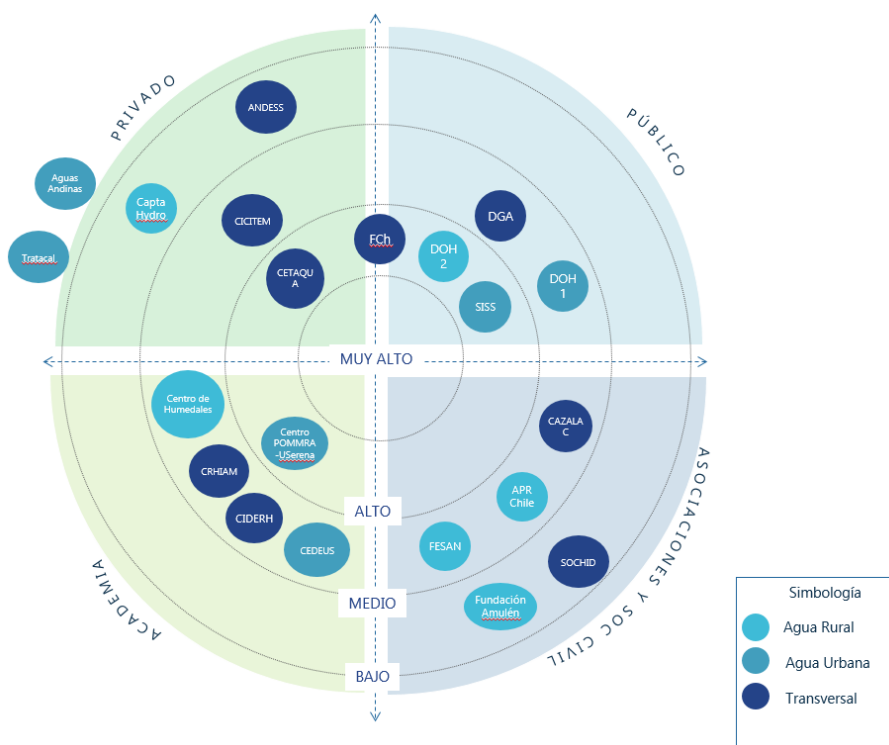 PRIVADO
PÚBLICO
ANDESS
Aguas
Andinas
Capta
Hydro
CICITEM
DGA
FCh
DOH
2
Tratacal
CETAQU
A
DOH
1
SISS
MUY ALTO
Centro de
Humedales
CAZALA
C
Centro
POMMRA
-USerena
CRHIAM
APR
Chile
ALTO
CIDERH
FESAN
CEDEUS
SOCHID
MEDIO
Fundación
Amulén
BAJO
ACADEMIA
ASOCIACIONES Y SOC CIVIL
Simbología
Agua Rural
Agua Urbana
Transversal